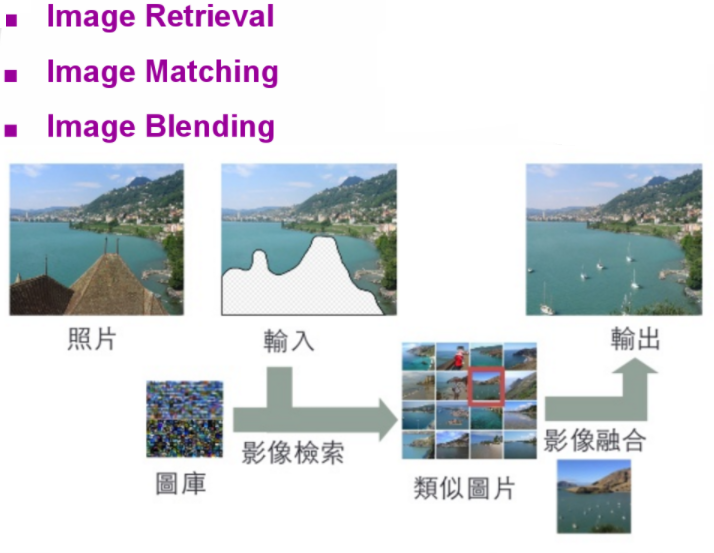 Image Retrieval
Image Matching
Image Blending
照片
輸入
輸出
影像檢索
影像融合
圖庫
類似圖片